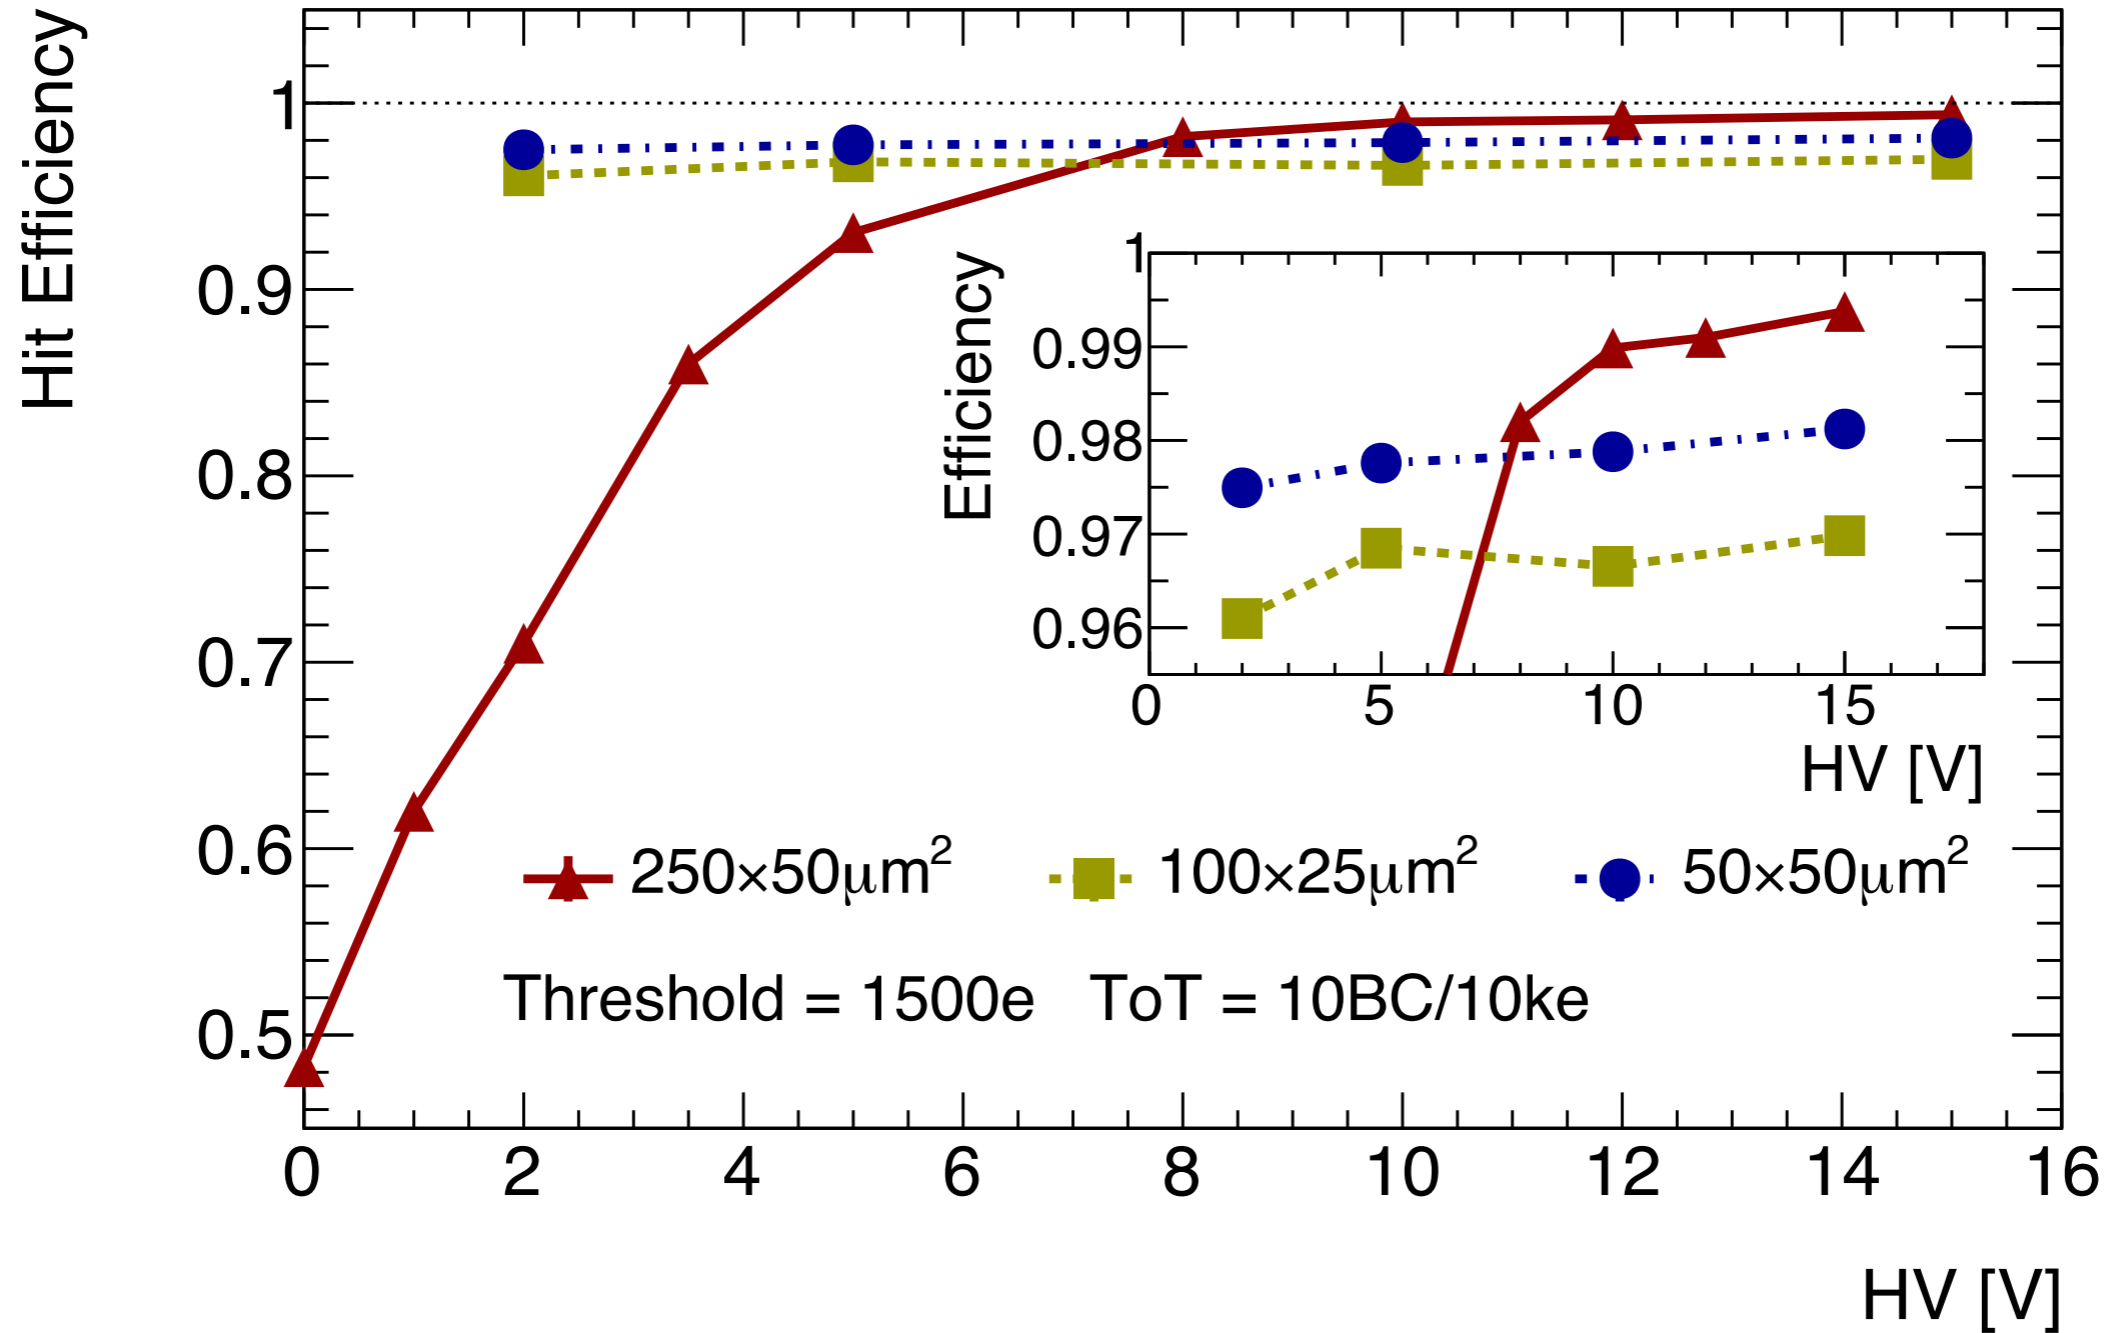 Hit Efficiency
1
0.9
0.8
0.7
0.6
0.5
0 2 4 6 8 10 12 14 16
HV [V]
Efficiency
1
0.99
0.98
0.97
0.96
0 5 10 15
HV [V]
250×50μm² 100×25μm² 50×50μm²
Threshold = 1500e ToT = 10BC/10ke